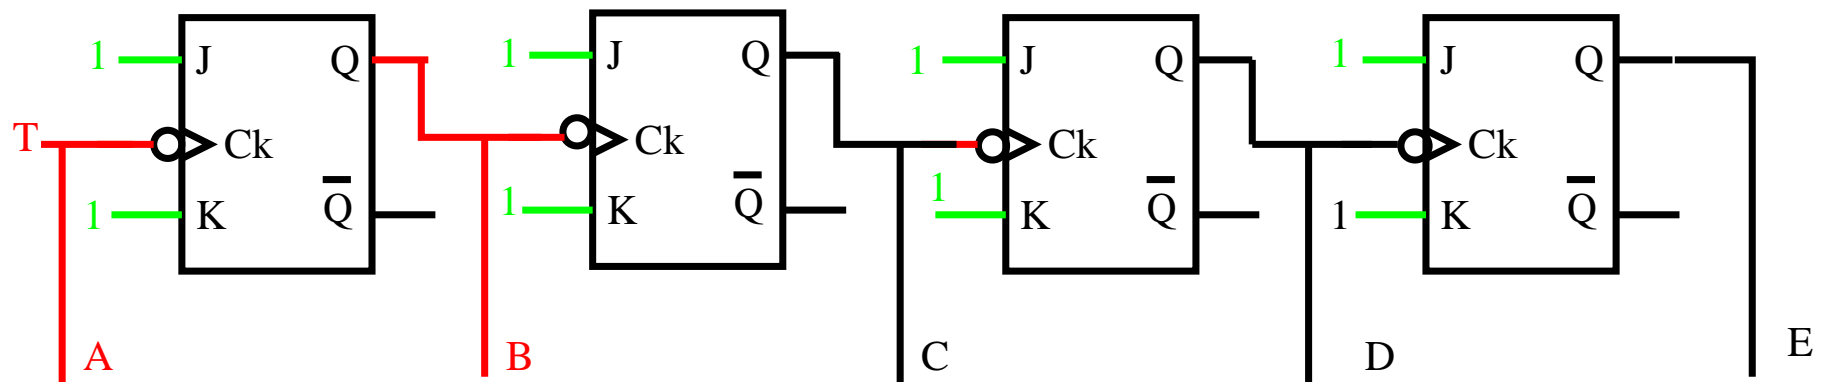 1 J Q 1 J Q 1 J Q 1 J Q
T Ck Ck Ck Ck
1 K Q̅ 1 K Q̅ 1 K Q̅ 1 K Q̅
A B C D E